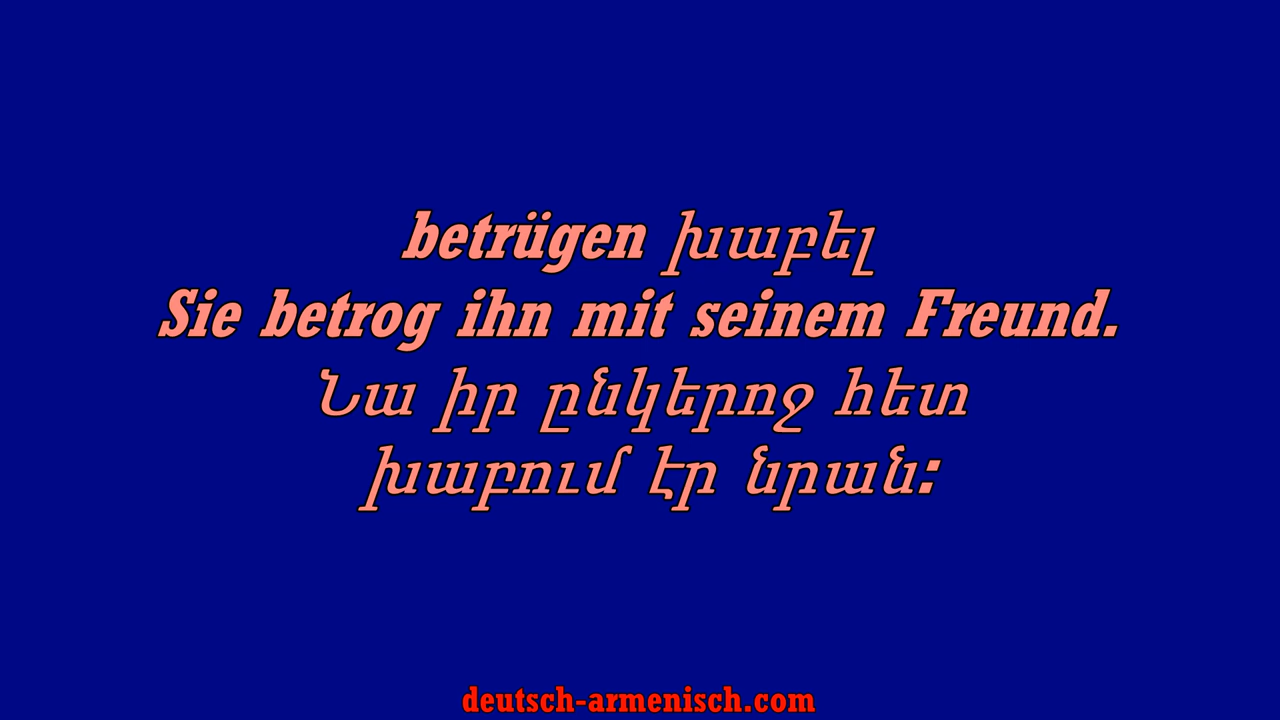 betrügen խաբել
Sie betrog ihn mit seinem Freund.
Նա իր ընկերոջ հետ
խաբում էր նրան:
deutsch-armenisch.com